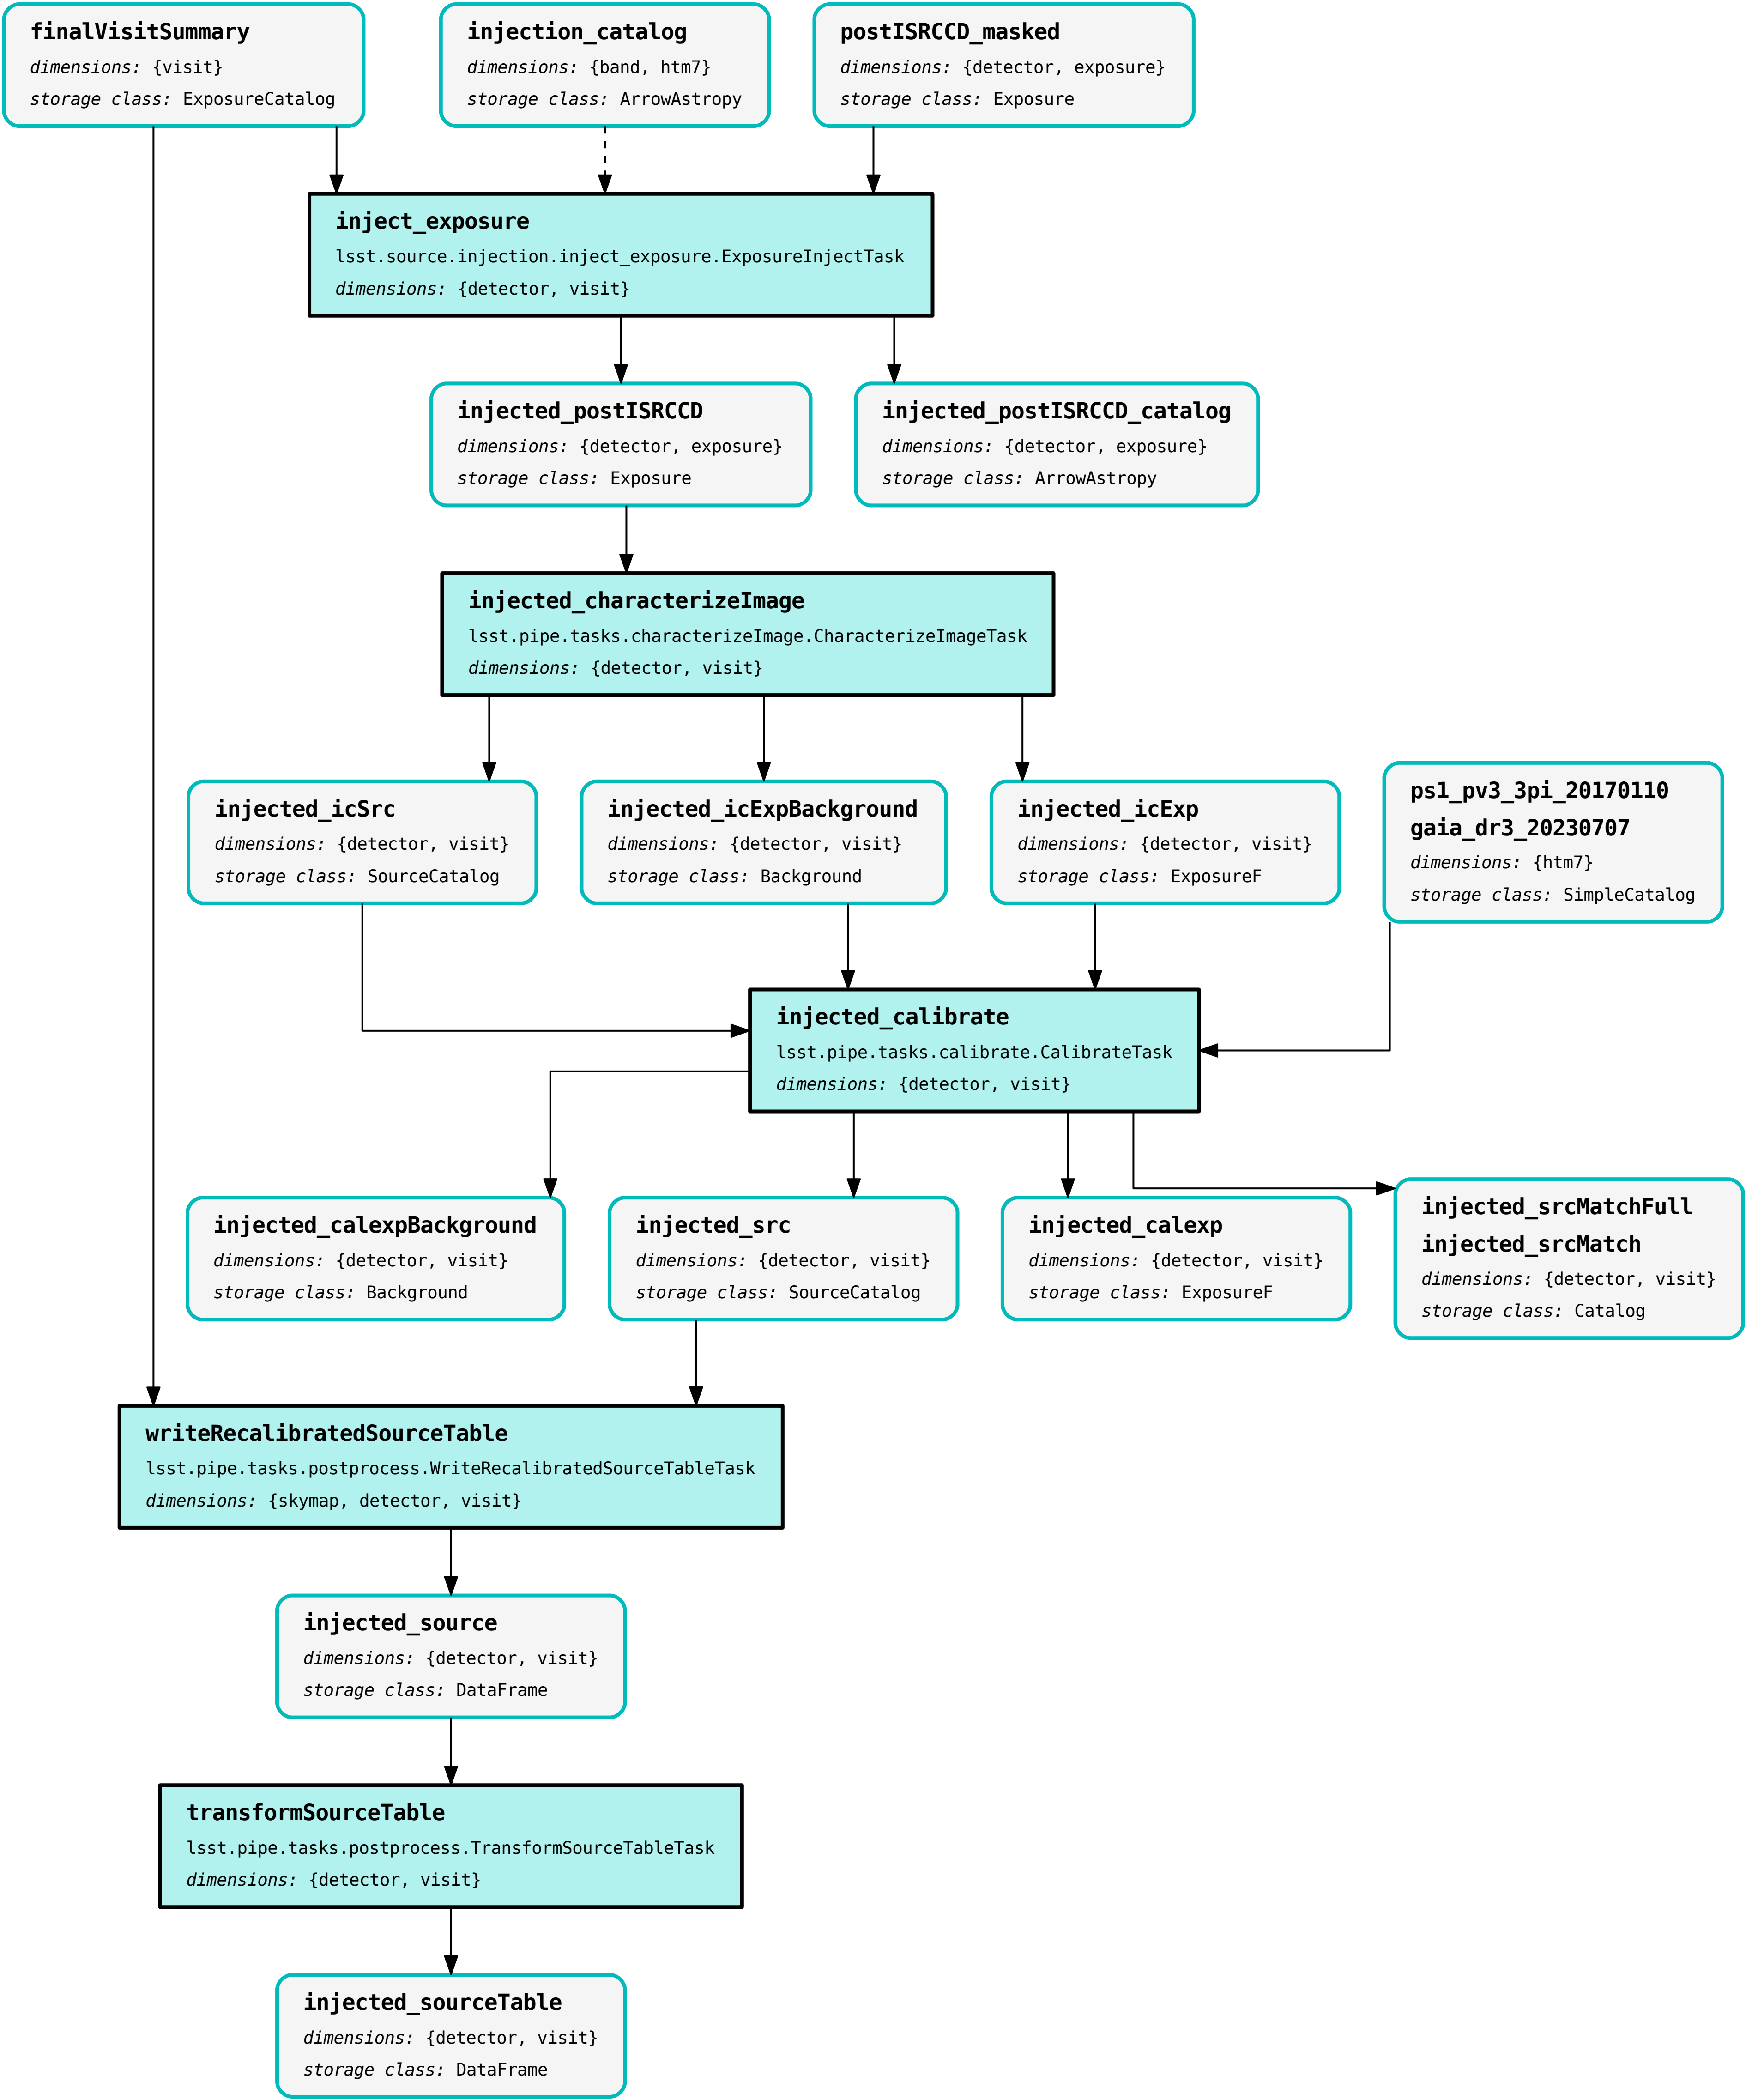 finalVisitSummary
dimensions: {visit}
storage class: ExposureCatalog
injection_catalog
dimensions: {band, htm7}
storage class: ArrowAstropy
postISRCCD_masked
dimensions: {detector, exposure}
storage class: Exposure
inject_exposure
lsst.source.injection.inject_exposure.ExposureInjectTask
dimensions: {detector, visit}
injected_postISRCCD
dimensions: {detector, exposure}
storage class: Exposure
injected_postISRCCD_catalog
dimensions: {detector, exposure}
storage class: ArrowAstropy
injected_characterizeImage
lsst.pipe.tasks.characterizeImage.CharacterizeImageTask
dimensions: {detector, visit}
injected_icSrc
dimensions: {detector, visit}
storage class: SourceCatalog
injected_icExpBackground
dimensions: {detector, visit}
storage class: Background
injected_icExp
dimensions: {detector, visit}
storage class: ExposureF
ps1_pv3_3pi_20170110
gaia_dr3_20230707
dimensions: {htm7}
storage class: SimpleCatalog
injected_calibrate
lsst.pipe.tasks.calibrate.CalibrateTask
dimensions: {detector, visit}
injected_calexpBackground
dimensions: {detector, visit}
storage class: Background
injected_src
dimensions: {detector, visit}
storage class: SourceCatalog
injected_calexp
dimensions: {detector, visit}
storage class: ExposureF
injected_srcMatchFull
injected_srcMatch
dimensions: {detector, visit}
storage class: Catalog
writeRecalibratedSourceTable
lsst.pipe.tasks.postprocess.WriteRecalibratedSourceTableTask
dimensions: {skymap, detector, visit}
injected_source
dimensions: {detector, visit}
storage class: DataFrame
transformSourceTable
lsst.pipe.tasks.postprocess.TransformSourceTableTask
dimensions: {detector, visit}
injected_sourceTable
dimensions: {detector, visit}
storage class: DataFrame